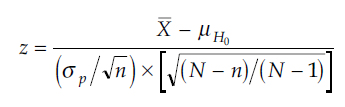 z = (X̄ − μ_H₀) / ((σ_p/√n) × [√(N − n)/(N − 1)])